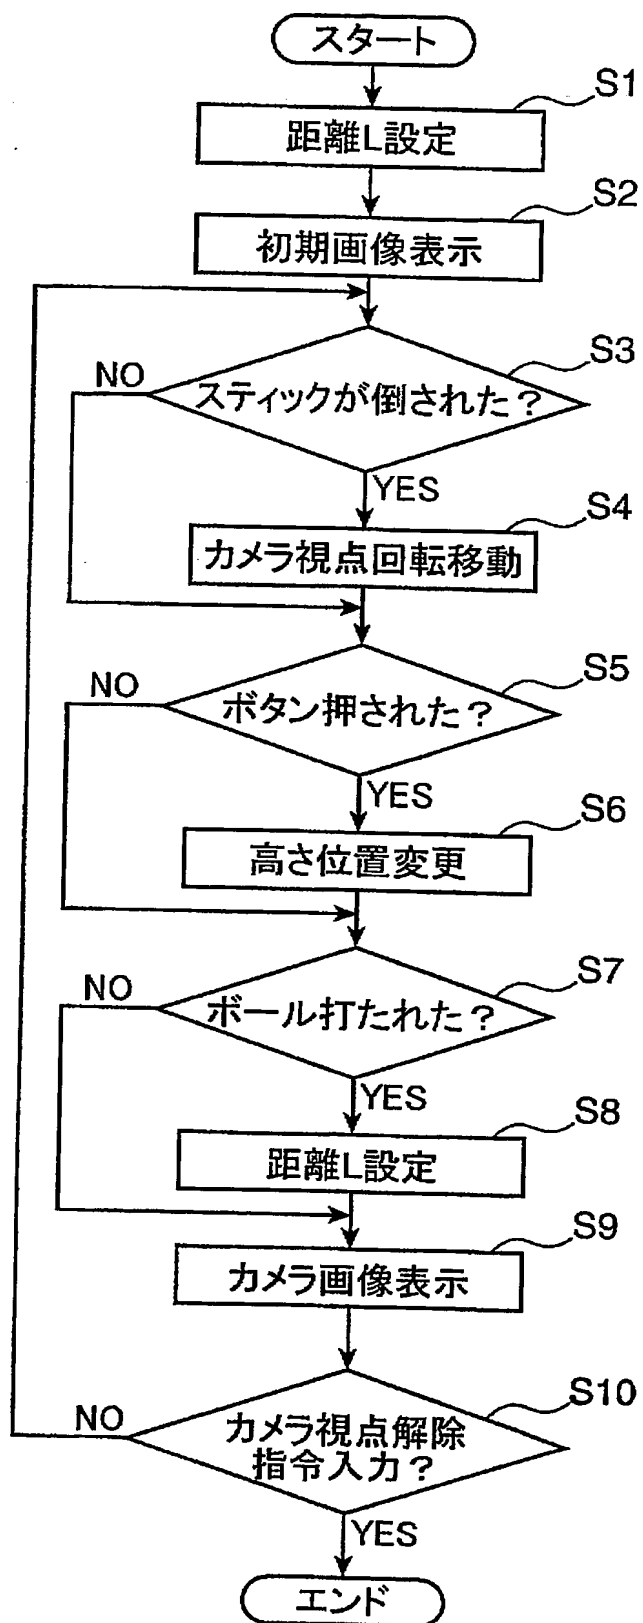 スタート
S1
距離L設定
S2
初期画像表示
S3
NO
スティックが倒された？
YES
S4
カメラ視点回転移動
S5
NO
ボタン押された？
YES
S6
高さ位置変更
S7
NO
ボール打たれた？
YES
S8
距離L設定
S9
カメラ画像表示
S10
NO
カメラ視点解除
指令入力？
YES
エンド